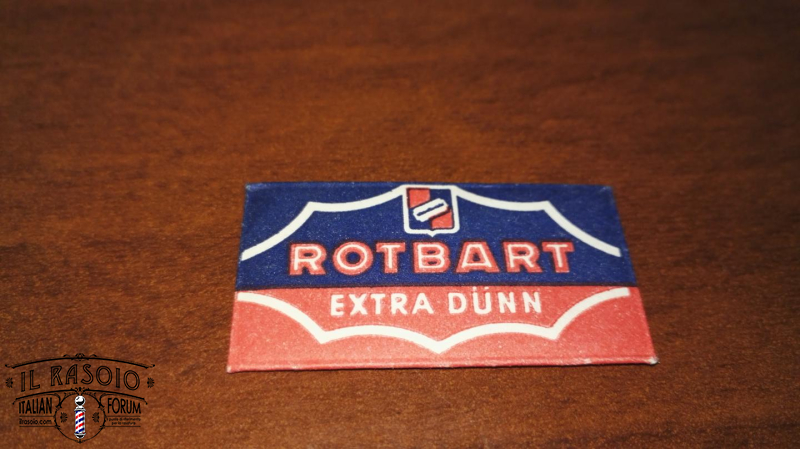 ROTBART
EXTRA DÜNN
IL RASOIO
ITALIAN FORUM
ilrasoio.com